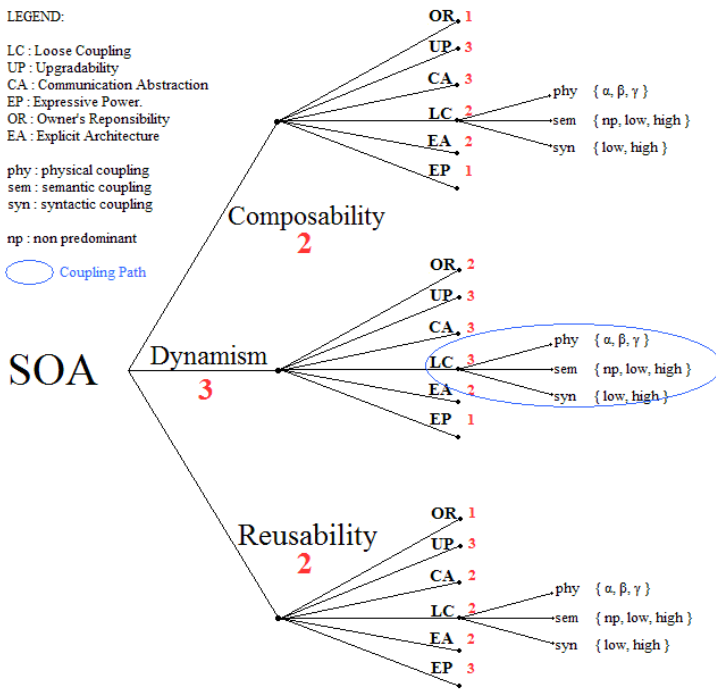 LEGEND:
LC : Loose Coupling
UP : Upgradability
CA : Communication Abstraction
EP : Expressive Power.
OR : Owner's Reponsibility
EA : Explicit Architecture
phy : physical coupling
sem : semantic coupling
syn : syntactic coupling
np : non predominant
Coupling Path
SOA
Composability
2
OR 1
UP 3
CA 3
LC 2
EA 2
EP 1
phy { α, β, γ }
sem { np, low, high }
syn { low, high }
Dynamism
3
OR 2
UP 3
CA 3
LC 3
EA 2
EP 1
phy { α, β, γ }
sem { np, low, high }
syn { low, high }
Reusability
2
OR 1
UP 3
CA 2
LC 2
EA 2
EP 3
phy { α, β, γ }
sem { np, low, high }
syn { low, high }